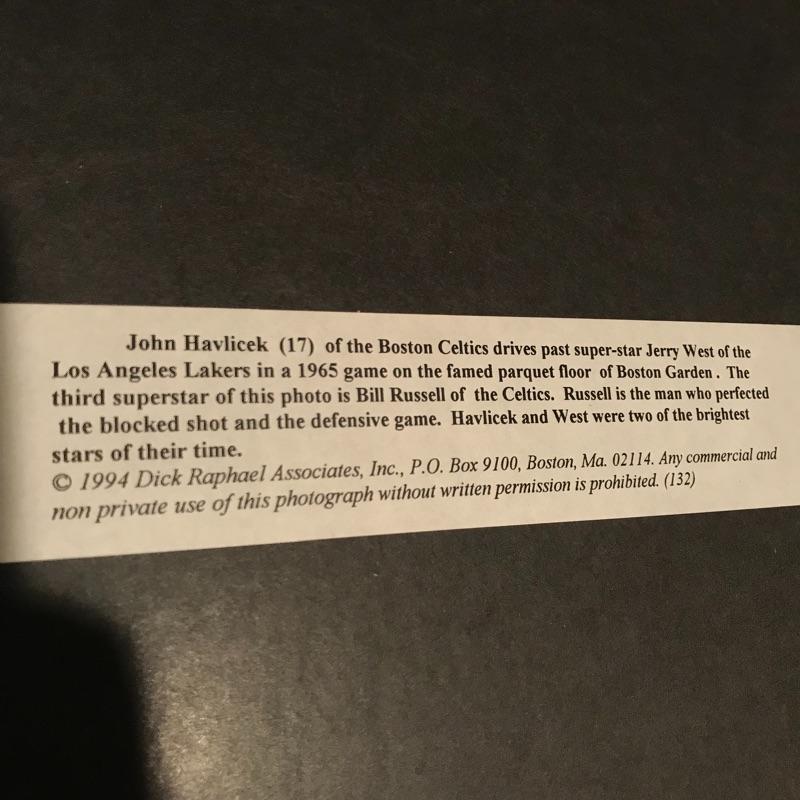 John Havlicek (17) of the Boston Celtics drives past super-star Jerry West of the
Los Angeles Lakers in a 1965 game on the famed parquet floor of Boston Garden . The
third superstar of this photo is Bill Russell of the Celtics. Russell is the man who perfected
the blocked shot and the defensive game. Havlicek and West were two of the brightest
stars of their time.
© 1994 Dick Raphael Associates, Inc., P.O. Box 9100, Boston, Ma. 02114. Any commercial and
non private use of this photograph without written permission is prohibited. (132)